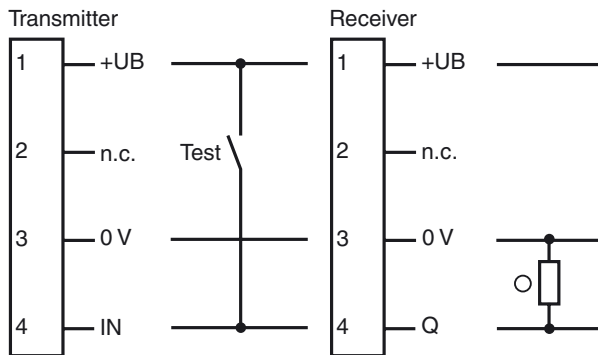 Transmitter
1 +UB
2 n.c.
Test
3 0 V
4 IN
Receiver
1 +UB
2 n.c.
3 0 V
4 Q